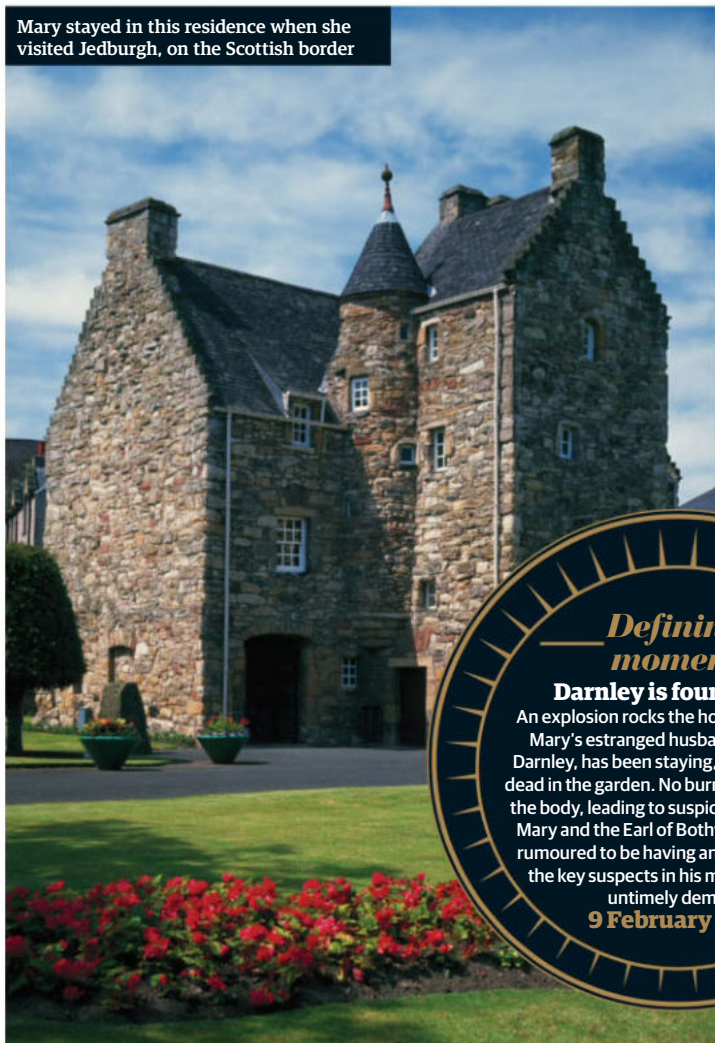 Mary stayed in this residence when she
visited Jedburgh, on the Scottish border
Definin
momen
Darnley is four
An explosion rocks the ho
Mary's estranged husba
Darnley, has been staying,
dead in the garden. No burn
the body, leading to suspic
Mary and the Earl of Both
rumoured to be having an
the key suspects in his m
untimely dem
9 February